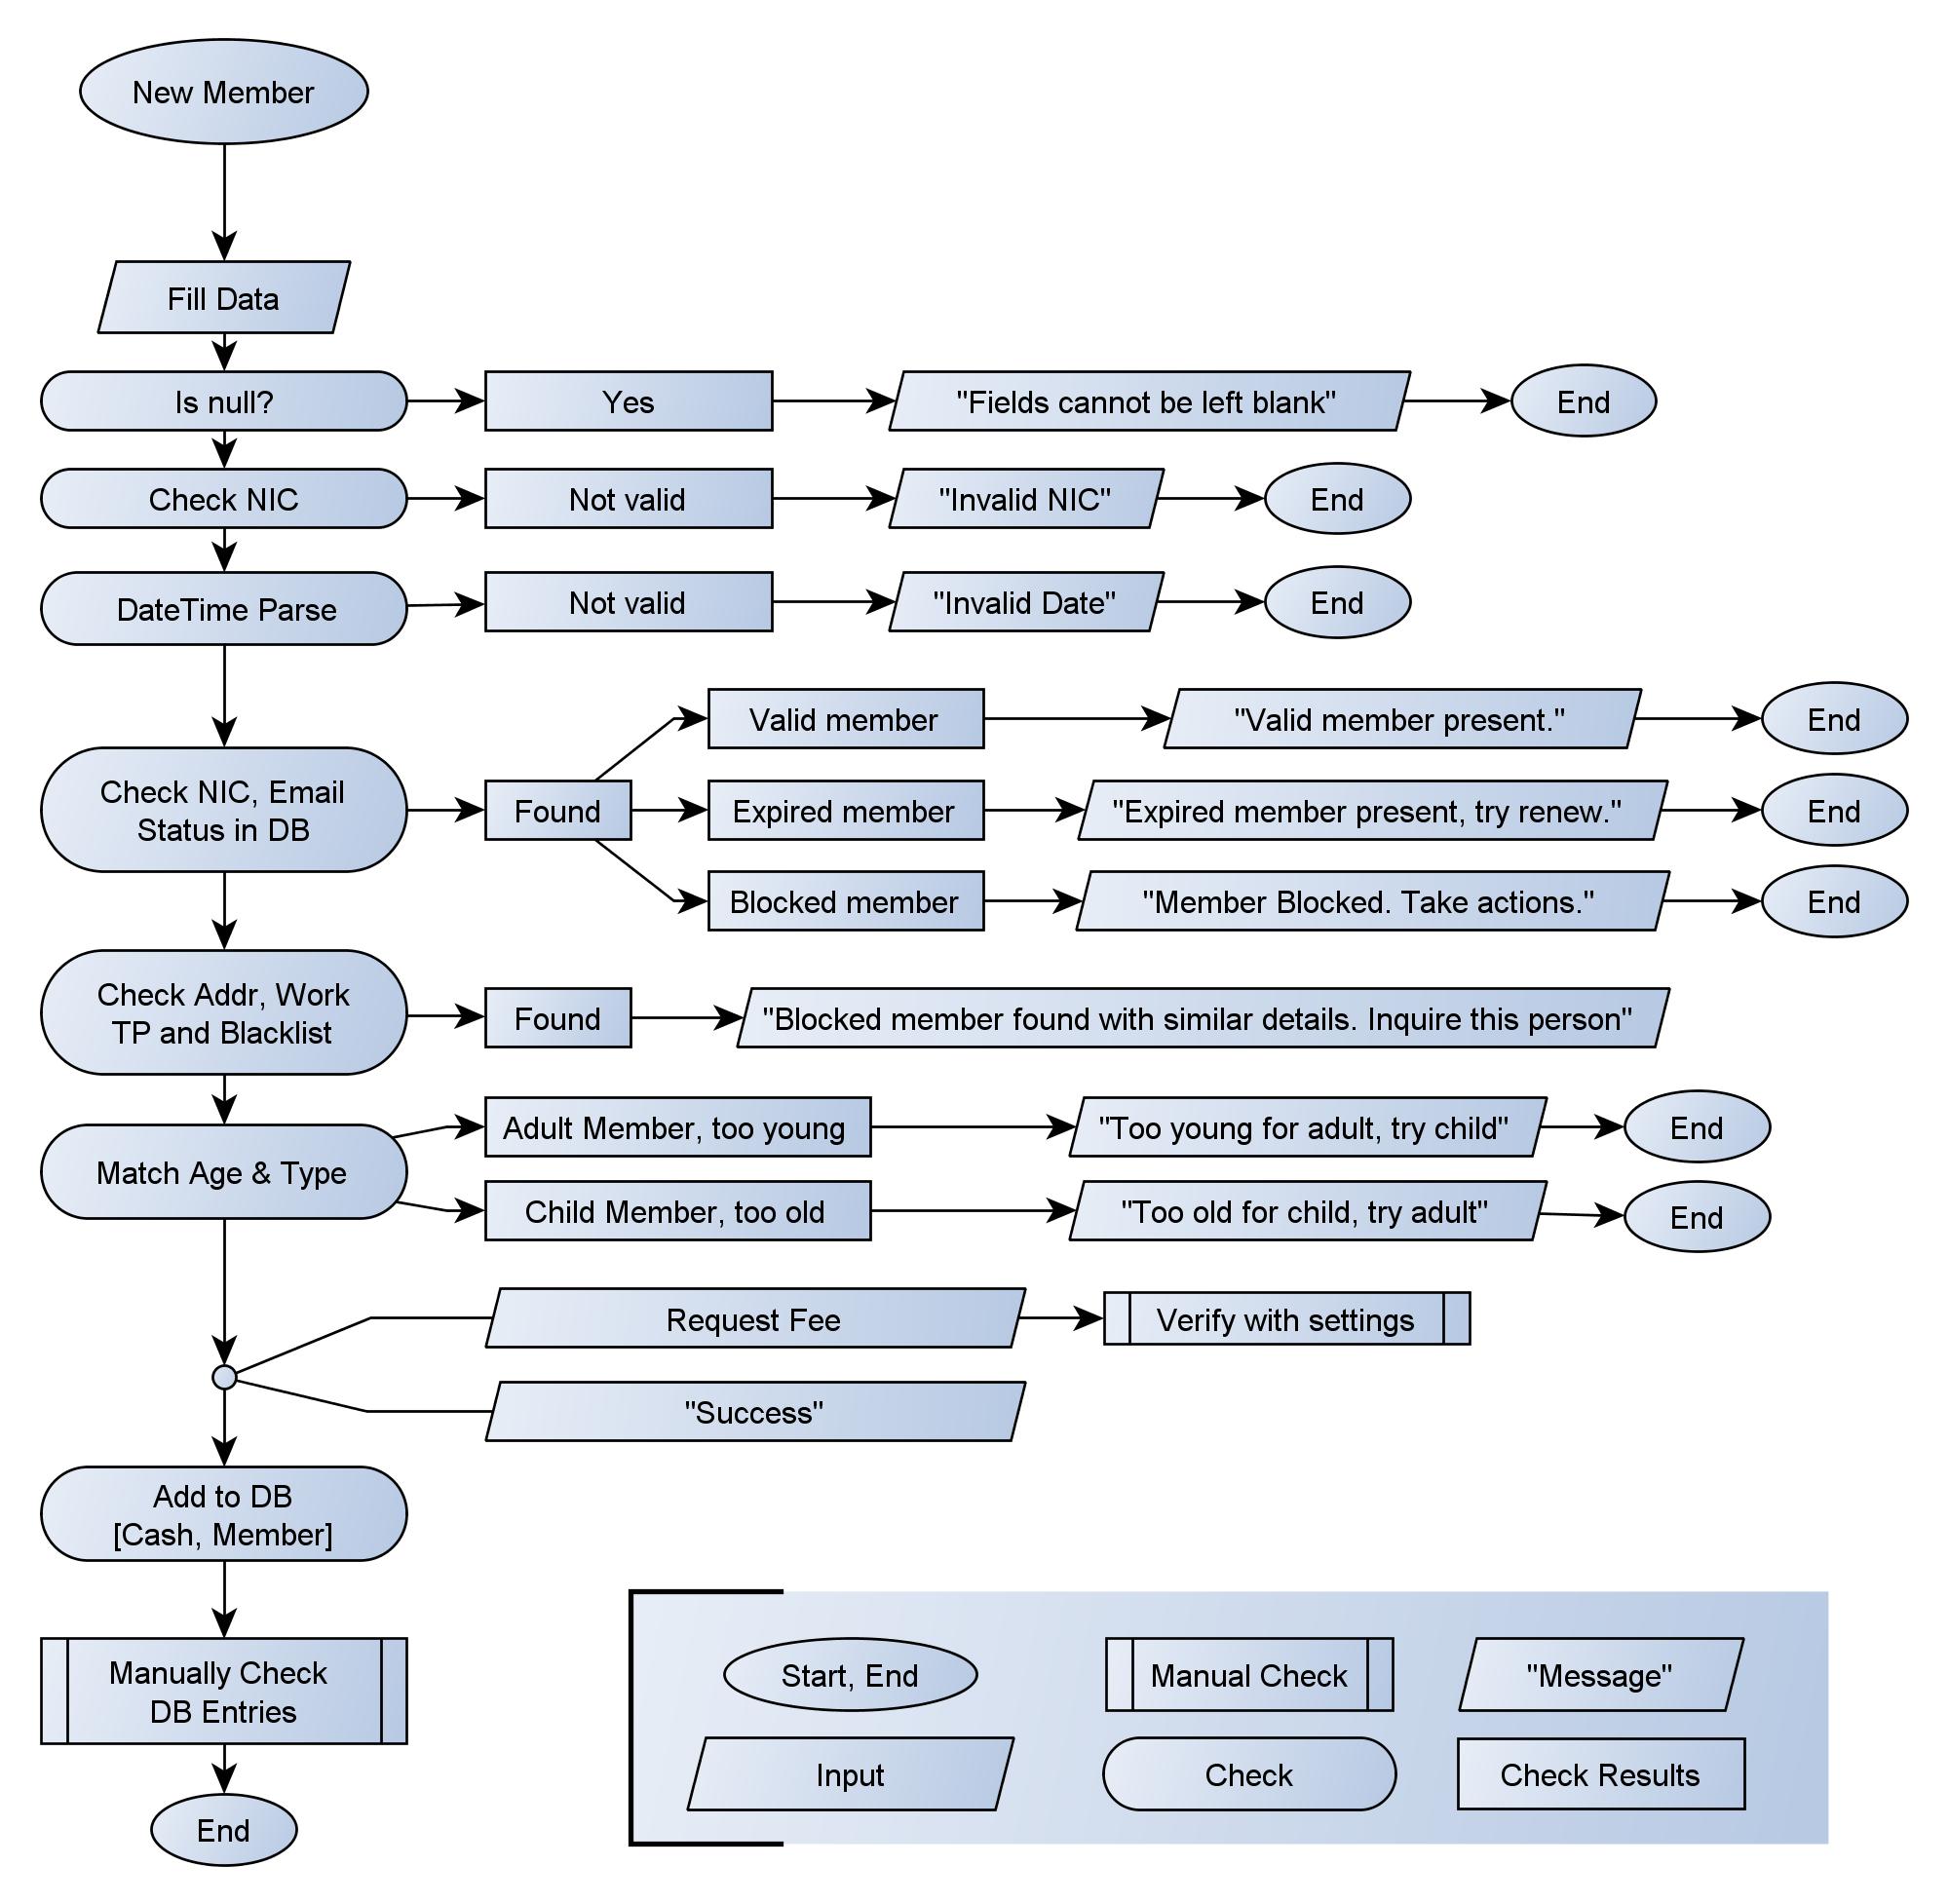 New Member
Fill Data
Is null?
Yes
"Fields cannot be left blank"
End
Check NIC
Not valid
"Invalid NIC"
End
DateTime Parse
Not valid
"Invalid Date"
End
Check NIC, Email
Status in DB
Found
Valid member
"Valid member present."
End
Expired member
"Expired member present, try renew."
End
Blocked member
"Member Blocked. Take actions."
End
Check Addr, Work
TP and Blacklist
Found
"Blocked member found with similar details. Inquire this person"
Match Age & Type
Adult Member, too young
"Too young for adult, try child"
End
Child Member, too old
"Too old for child, try adult"
End
Request Fee
Verify with settings
"Success"
Add to DB
[Cash, Member]
Manually Check
DB Entries
End
Start, End
Manual Check
"Message"
Input
Check
Check Results